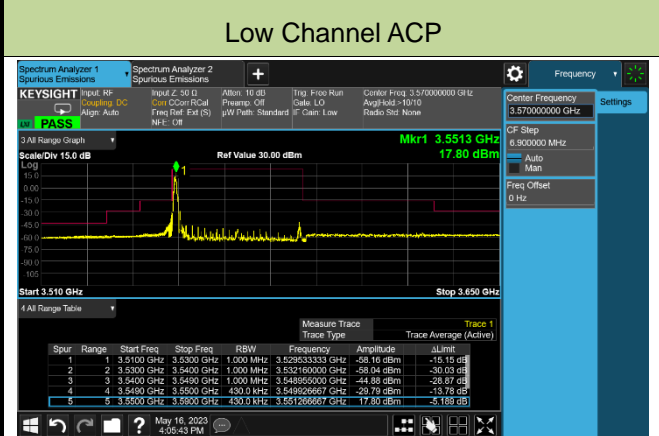 Low Channel ACP
Spectrum Analyzer 1
Spurious Emissions
Spectrum Analyzer 2
Spurious Emissions
+
Frequency
KEYSIGHT
Input: RF
Coupling: DC
Align: Auto
Input Z: 50 Ω
Corr CCorr RCal
Freq Ref: Ext (S)
NFE: Off
Atten: 10 dB
Preamp: Off
µW Path: Standard
Trig: Free Run
Gate: LO
IF Gain: Low
Center Freq: 3.570000000 GHz
Avg|Hold:>10/10
Radio Std: None
PASS
Center Frequency
3.570000000 GHz
Settings
CF Step
6.900000 MHz
Auto
Man
Freq Offset
0 Hz
3 All Range Graph
Mkr1 3.5513 GHz
Scale/Div 15.0 dB
Ref Value 30.00 dBm
17.80 dBm
Log
1
15.0
0.00
-15.0
-30.0
-45.0
-60.0
-75.0
-90.0
-105
Start 3.510 GHz
Stop 3.650 GHz
4 All Range Table
Measure Trace Trace 1
Trace Type Trace Average (Active)
Spur Range Start Freq Stop Freq RBW Frequency Amplitude ΔLimit
1 1 3.5100 GHz 3.5300 GHz 1.000 MHz 3.529533333 GHz -58.16 dBm -15.15 dB
2 2 3.5300 GHz 3.5400 GHz 1.000 MHz 3.532160000 GHz -58.04 dBm -30.03 dB
3 3 3.5400 GHz 3.5490 GHz 1.000 MHz 3.548955000 GHz -44.88 dBm -28.87 dB
4 4 3.5490 GHz 3.5500 GHz 430.0 kHz 3.549926667 GHz -29.79 dBm -13.78 dB
5 5 3.5500 GHz 3.5900 GHz 430.0 kHz 3.551266667 GHz 17.80 dBm -5.189 dB
?
May 16, 2023
4:05:43 PM